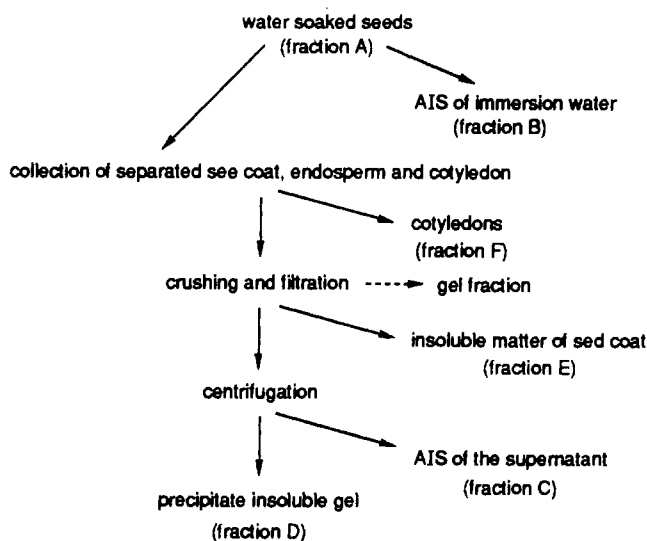 water soaked seeds
(fraction A)
AIS of immersion water
(fraction B)
collection of separated see coat, endosperm and cotyledon
cotyledons
(fraction F)
crushing and filtration
gel fraction
insoluble matter of sed coat
(fraction E)
centrifugation
AIS of the supernatant
(fraction C)
precipitate insoluble gel
(fraction D)